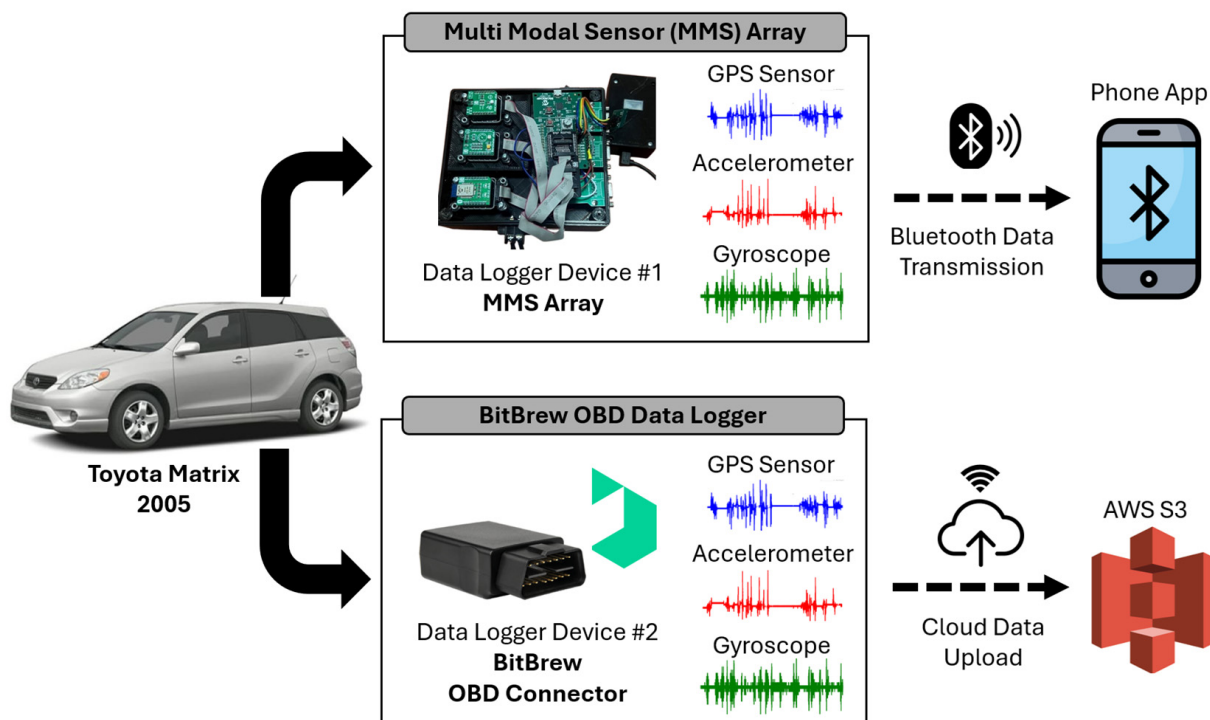 Multi Modal Sensor (MMS) Array
GPS Sensor
Accelerometer
Gyroscope
Data Logger Device #1
MMS Array
Bluetooth Data
Transmission
Phone App
Toyota Matrix
2005
BitBrew OBD Data Logger
GPS Sensor
Accelerometer
Gyroscope
Data Logger Device #2
BitBrew
OBD Connector
Cloud Data
Upload
AWS S3